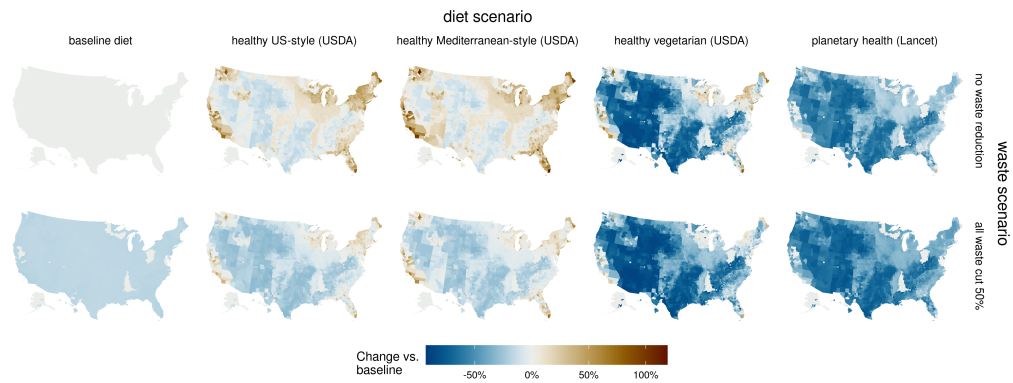 diet scenario
baseline diet
healthy US-style (USDA)
healthy Mediterranean-style (USDA)
healthy vegetarian (USDA)
planetary health (Lancet)
no waste reduction
all waste cut 50%
waste scenario
Change vs.
baseline
-50%
0%
50%
100%